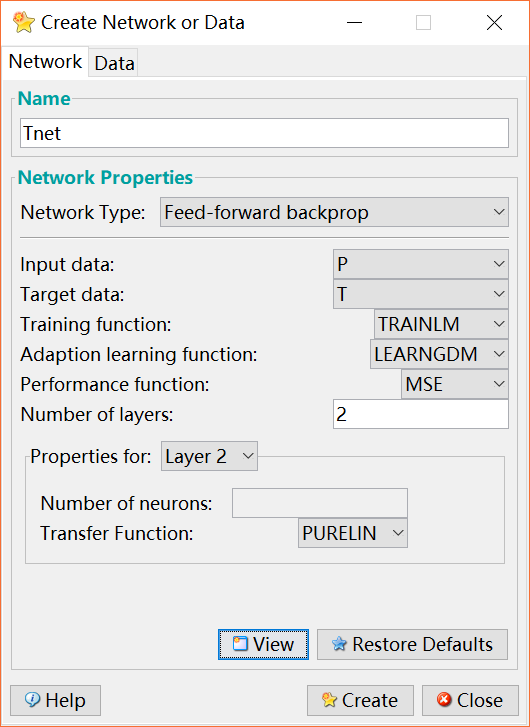 Create Network or Data
Network Data
Name
Tnet
Network Properties
Network Type: Feed-forward backprop
Input data: P
Target data: T
Training function: TRAINLM
Adaption learning function: LEARNGDM
Performance function: MSE
Number of layers: 2
Properties for: Layer 2
Number of neurons:
Transfer Function: PURELIN
View Restore Defaults
Help Create Close